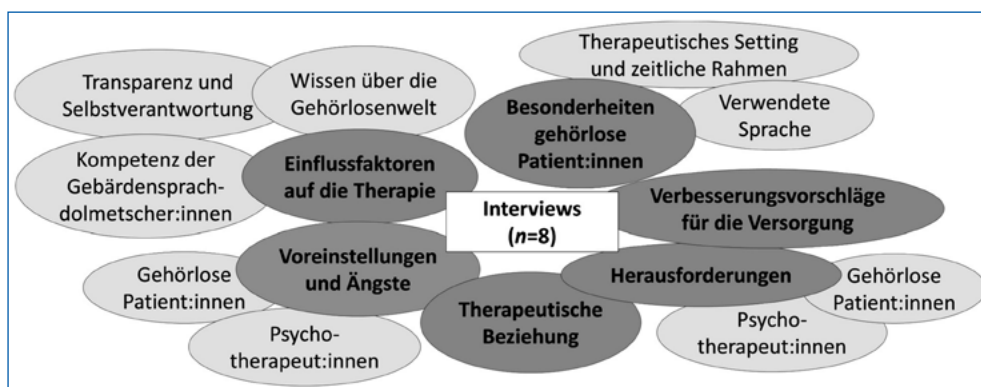 Therapeutisches Setting
und zeitliche Rahmen
Transparenz und
Selbstverantwortung
Wissen über die
Gehörlosenwelt
Besonderheiten
gehörlose
Patient:innen
Verwendete
Sprache
Kompetenz der
Gebärdensprach-
dolmetscher:innen
Einflussfaktoren
auf die Therapie
Interviews
(n=8)
Verbesserungsvorschläge
für die Versorgung
Voreinstellungen
und Ängste
Gehörlose
Patient:innen
Psycho-
therapeut:innen
Therapeutische
Beziehung
Herausforderungen
Gehörlose
Patient:innen
Psycho-
therapeut:innen